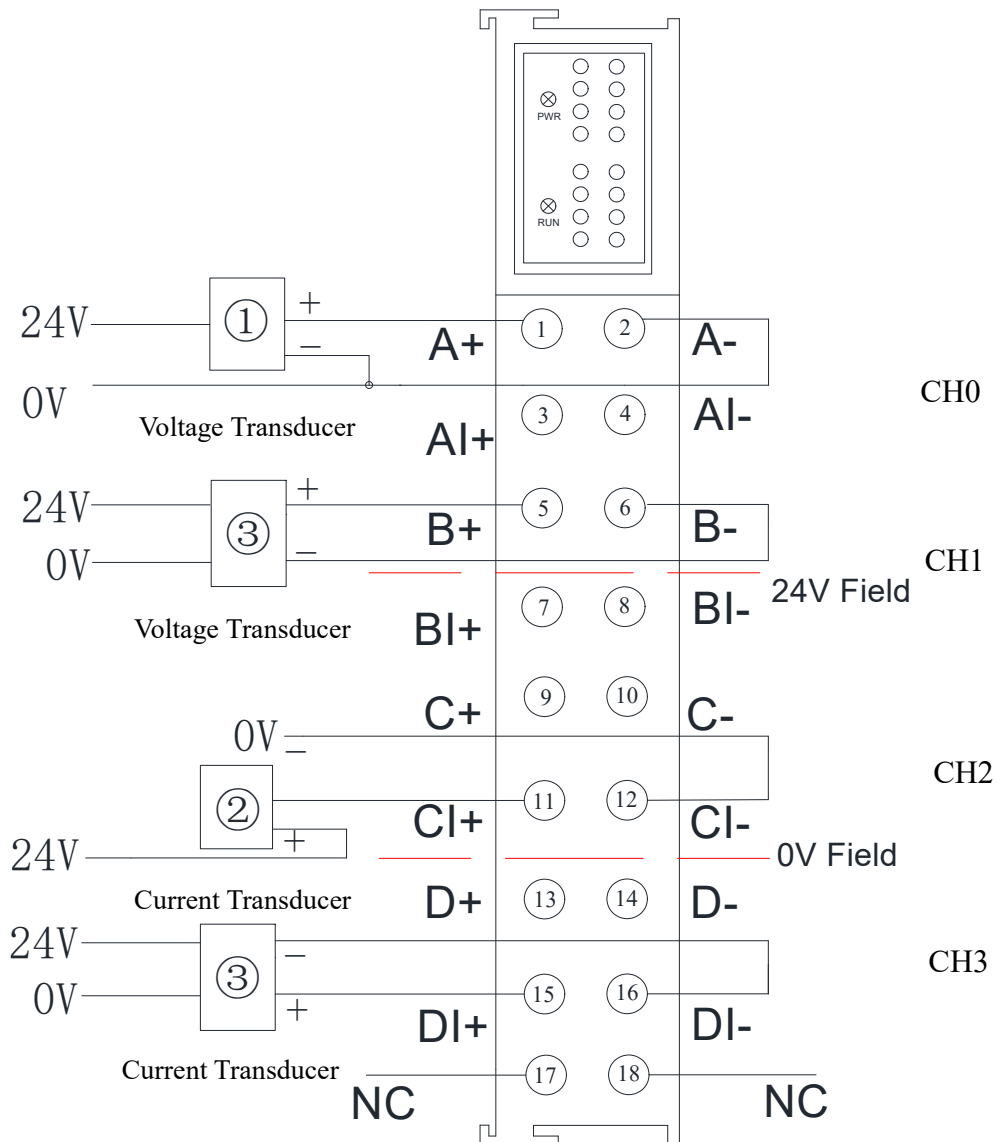 PWR
RUN
24V ① + A+ 1 2 A-
−
0V CH0
Voltage Transducer AI+ 3 4 AI-
24V + B+ 5 6 B-
③
0V − CH1
24V Field
Voltage Transducer BI+ 7 8 BI-
C+ 9 10 C-
0V −
CH2
② CI+ 11 12 CI-
+
24V 0V Field
Current Transducer D+ 13 14 D-
24V −
③ CH3
0V + DI+ 15 16 DI-
Current Transducer
NC 17 18 NC